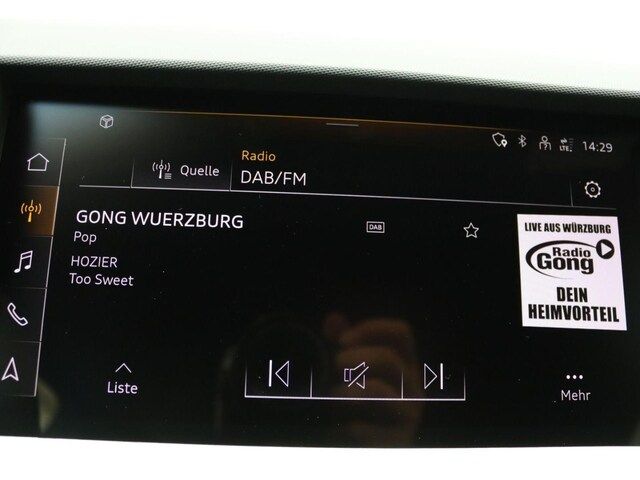 LTE
14:29
Quelle
Radio
DAB/FM
GONG WUERZBURG
Pop
DAB
HOZIER
Too Sweet
LIVE AUS WÜRZBURG
Radio
Gong
DEIN
HEIMVORTEIL
Liste
Mehr